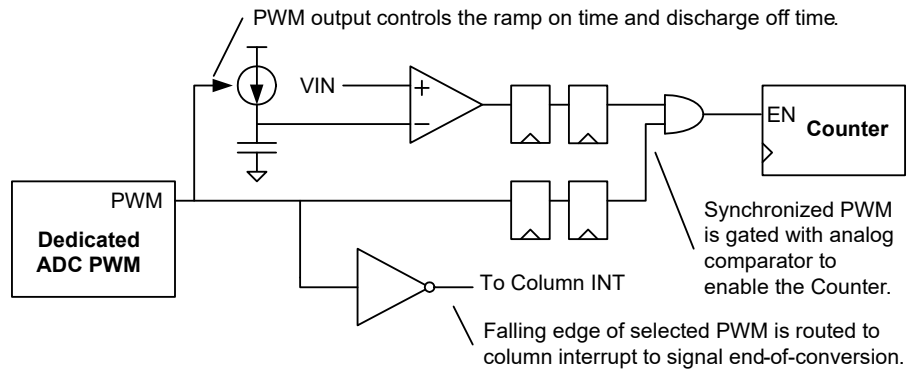 PWM output controls the ramp on time and discharge off time.
VIN
+
−
EN
Counter
PWM
Dedicated
ADC PWM
Synchronized PWM
is gated with analog
comparator to
enable the Counter.
To Column INT
Falling edge of selected PWM is routed to
column interrupt to signal end-of-conversion.